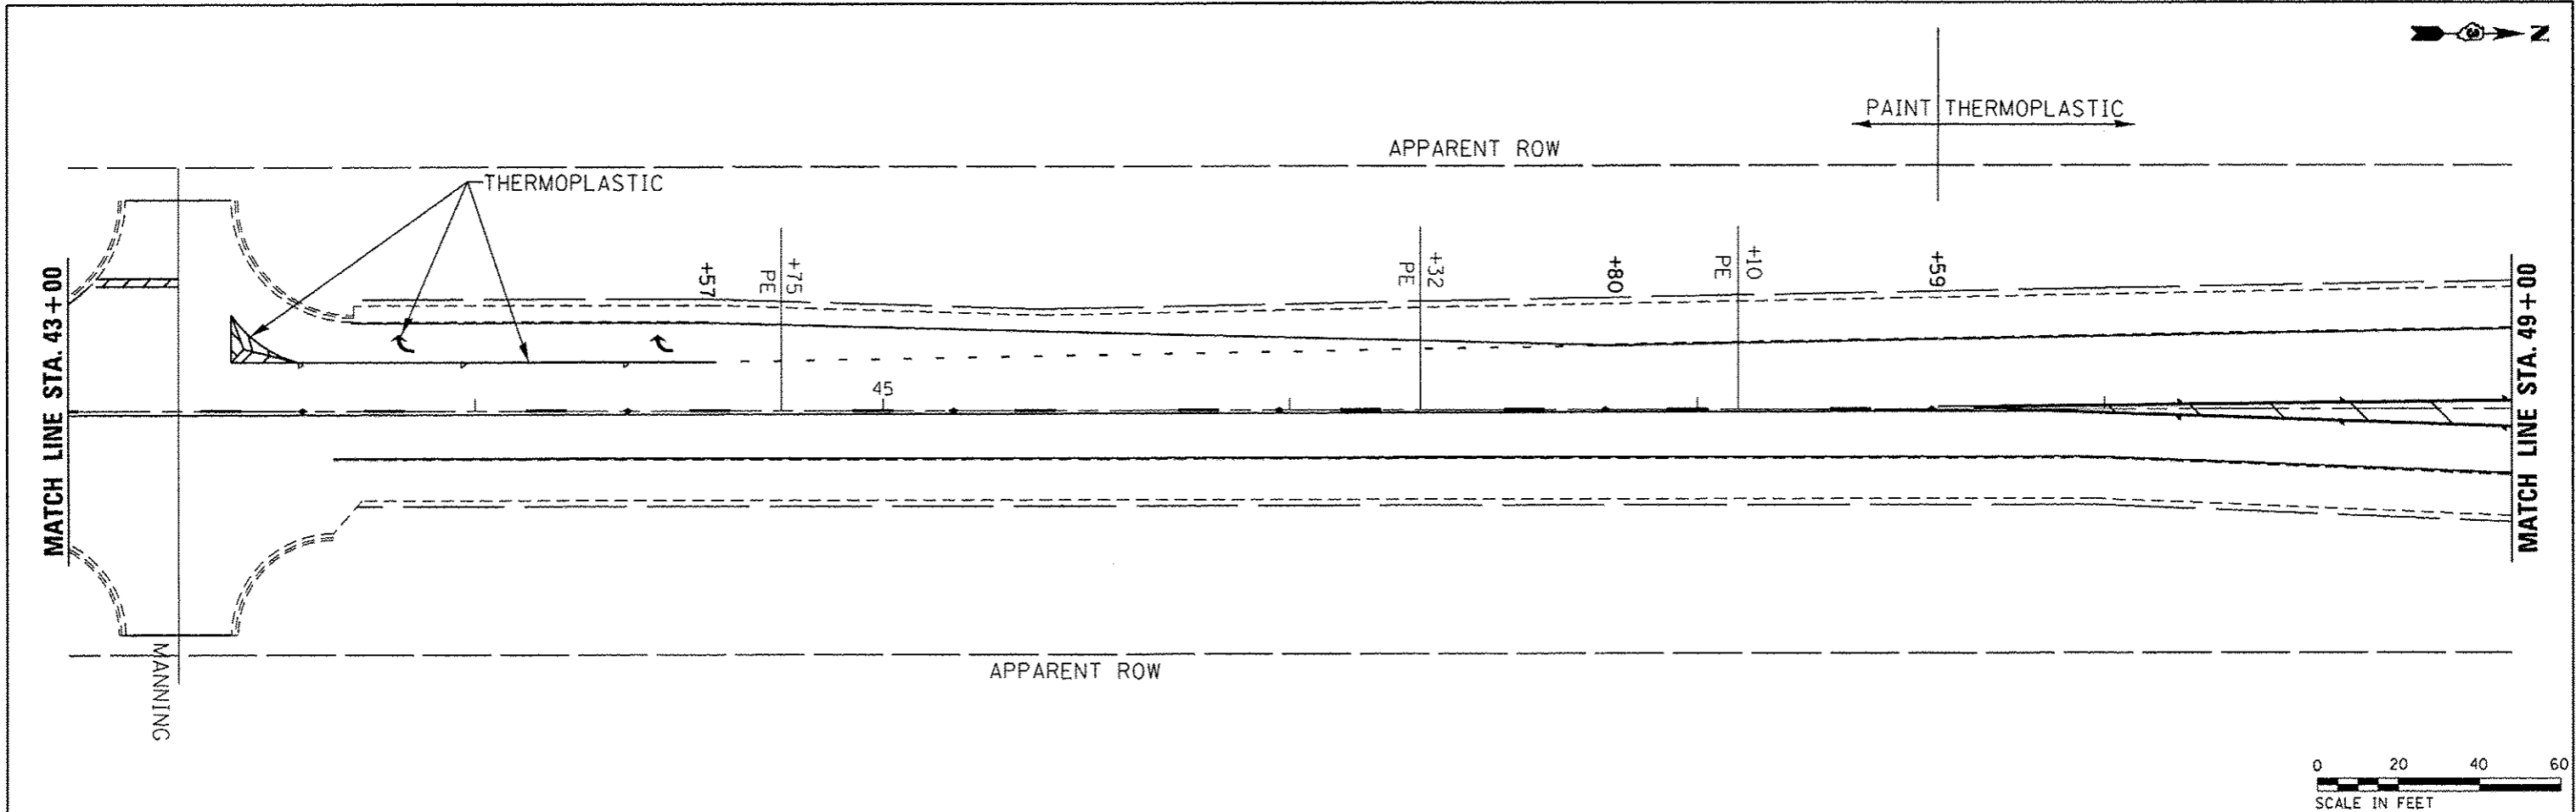 N
PAINT THERMOPLASTIC
APPARENT ROW
THERMOPLASTIC
MATCH LINE STA. 43+00
+57
+75
PE
+32
PE
+80
+10
PE
+59
MATCH LINE STA. 49+00
45
MANNING
APPARENT ROW
0 20 40 60
SCALE IN FEET